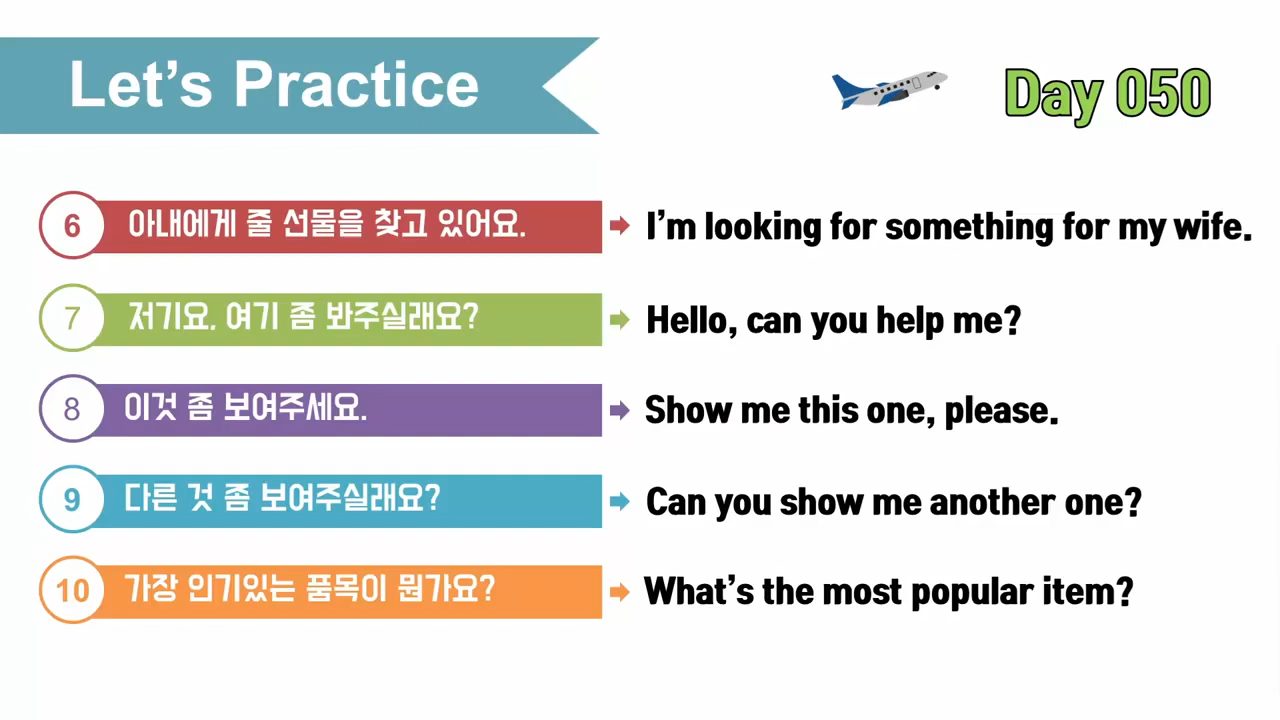 Let's Practice
Day 050
6 아내에게 줄 선물을 찾고 있어요. I'm looking for something for my wife.
7 저기요, 여기 좀 봐주실래요? Hello, can you help me?
8 이것 좀 보여주세요. Show me this one, please.
9 다른 것 좀 보여주실래요? Can you show me another one?
10 가장 인기있는 품목이 뭔가요? What's the most popular item?